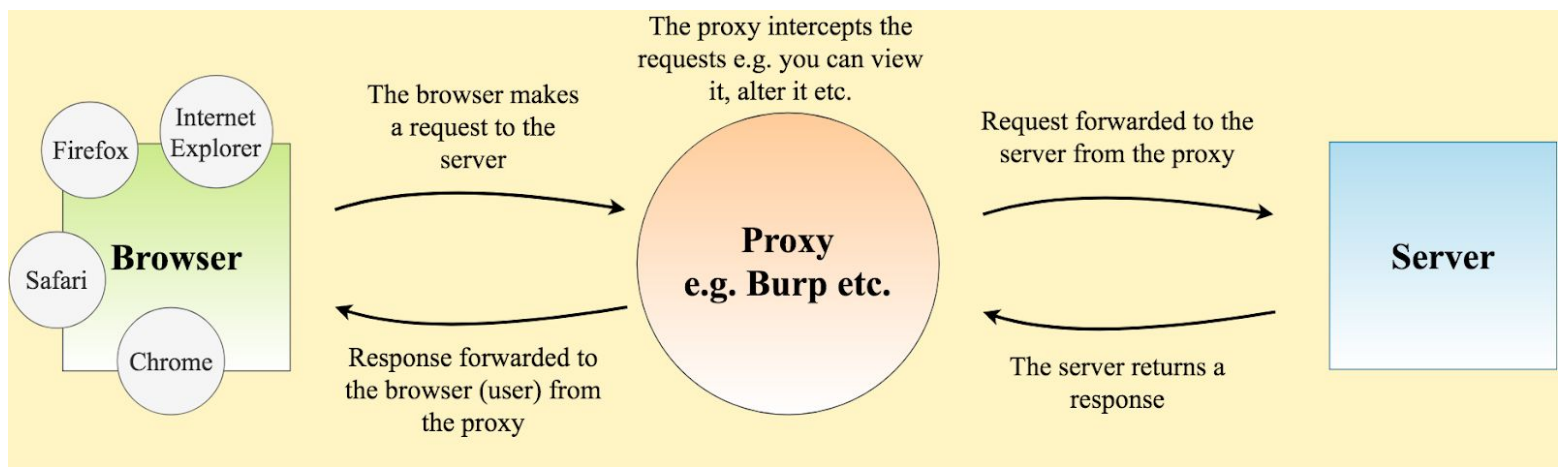 Firefox
Internet
Explorer
Safari
Browser
Chrome
The browser makes
a request to the
server
Response forwarded to
the browser (user) from
the proxy
The proxy intercepts the
requests e.g. you can view
it, alter it etc.
Proxy
e.g. Burp etc.
Request forwarded to the
server from the proxy
The server returns a
response
Server